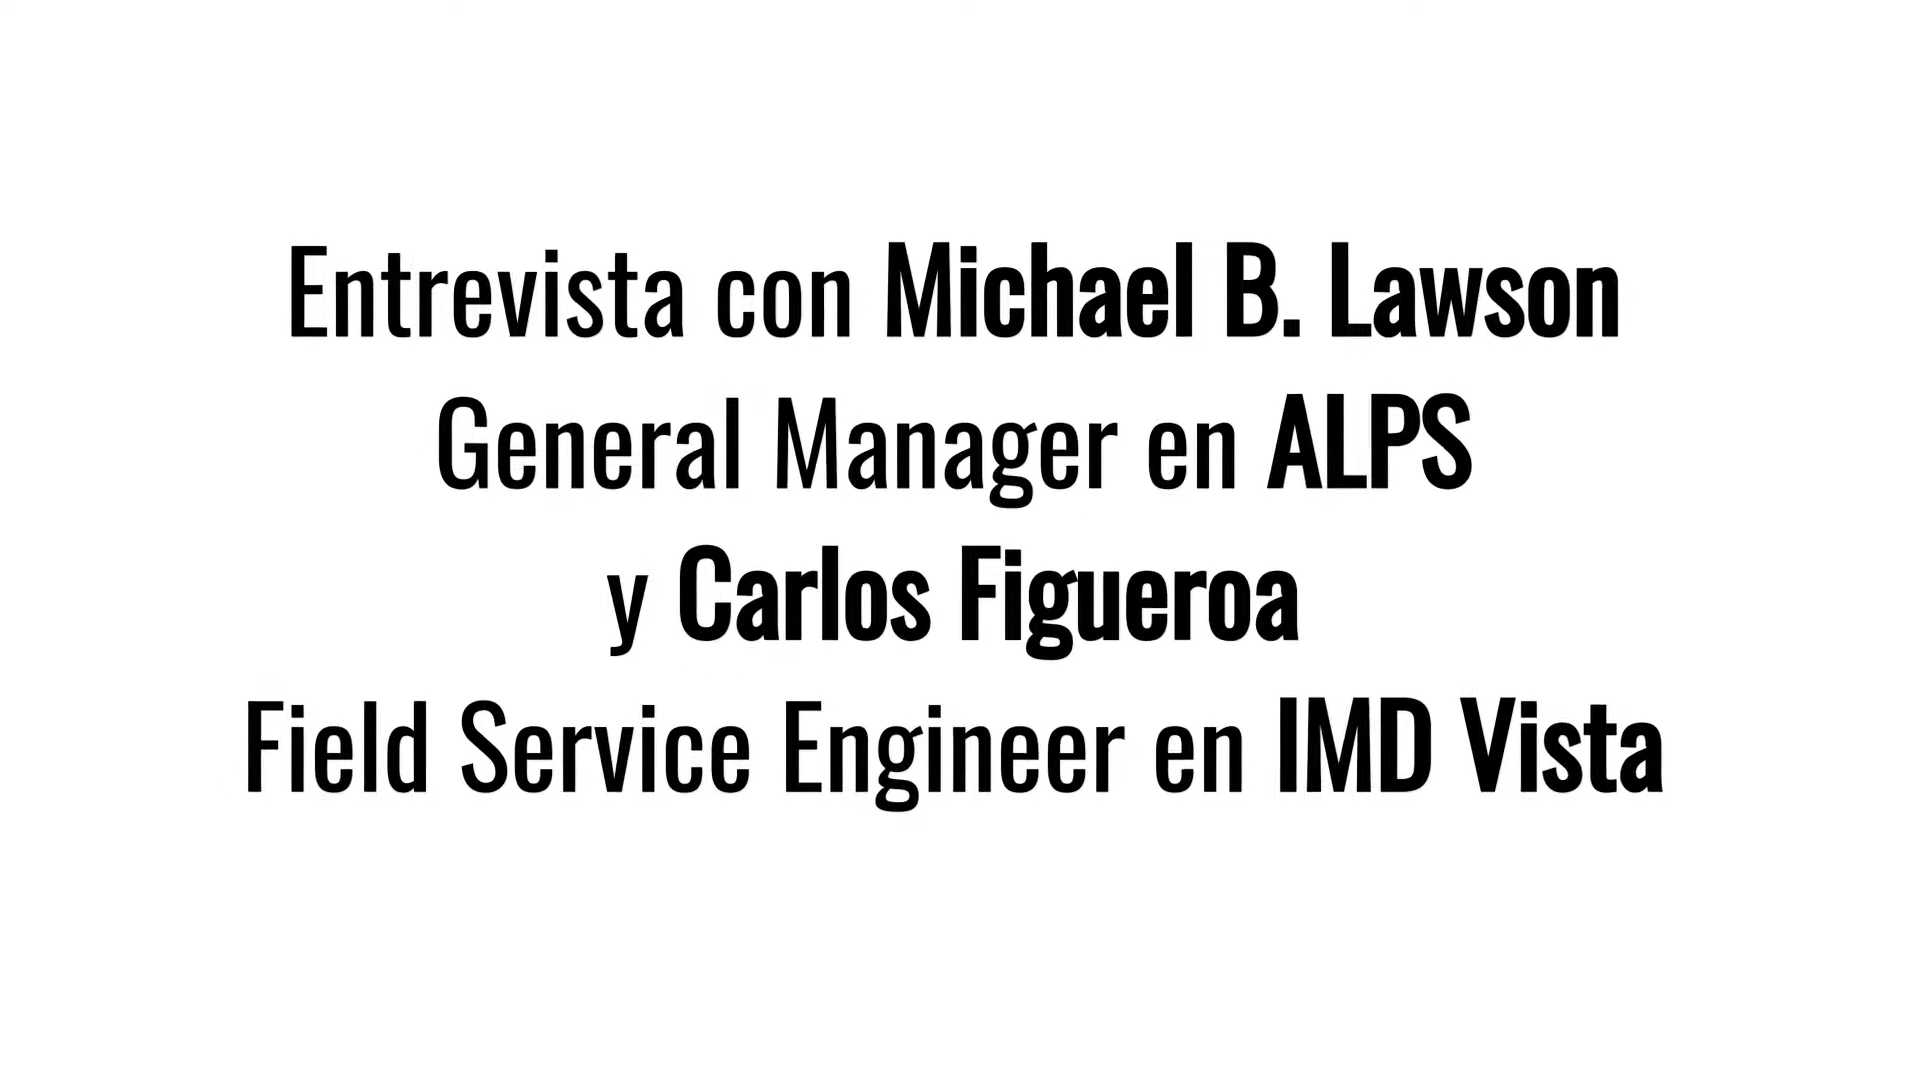 Entrevista con Michael B. Lawson
General Manager en ALPS
y Carlos Figueroa
Field Service Engineer en IMD Vista